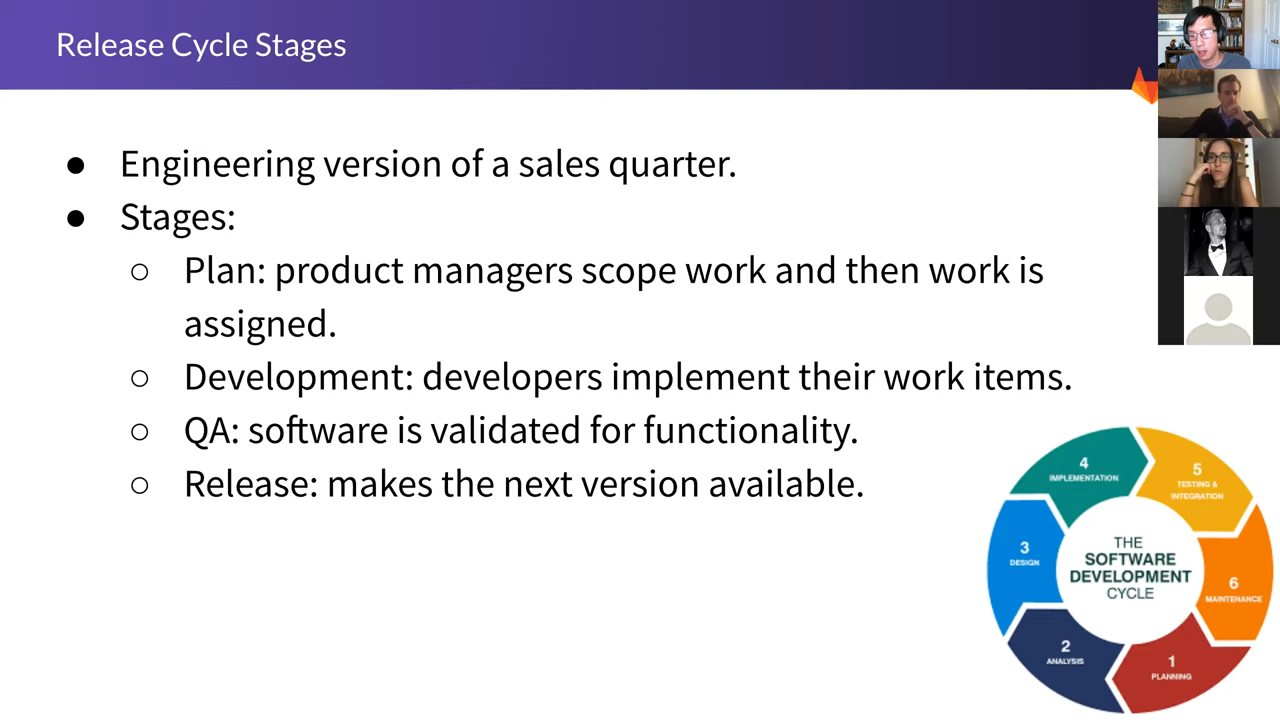 Release Cycle Stages
● Engineering version of a sales quarter.
● Stages:
○ Plan: product managers scope work and then work is
assigned.
○ Development: developers implement their work items.
○ QA: software is validated for functionality.
○ Release: makes the next version available.
4
IMPLEMENTATION
5
TESTING &
INTEGRATION
3
DESIGN
THE
SOFTWARE
DEVELOPMENT
CYCLE
6
MAINTENANCE
2
ANALYSIS
1
PLANNING